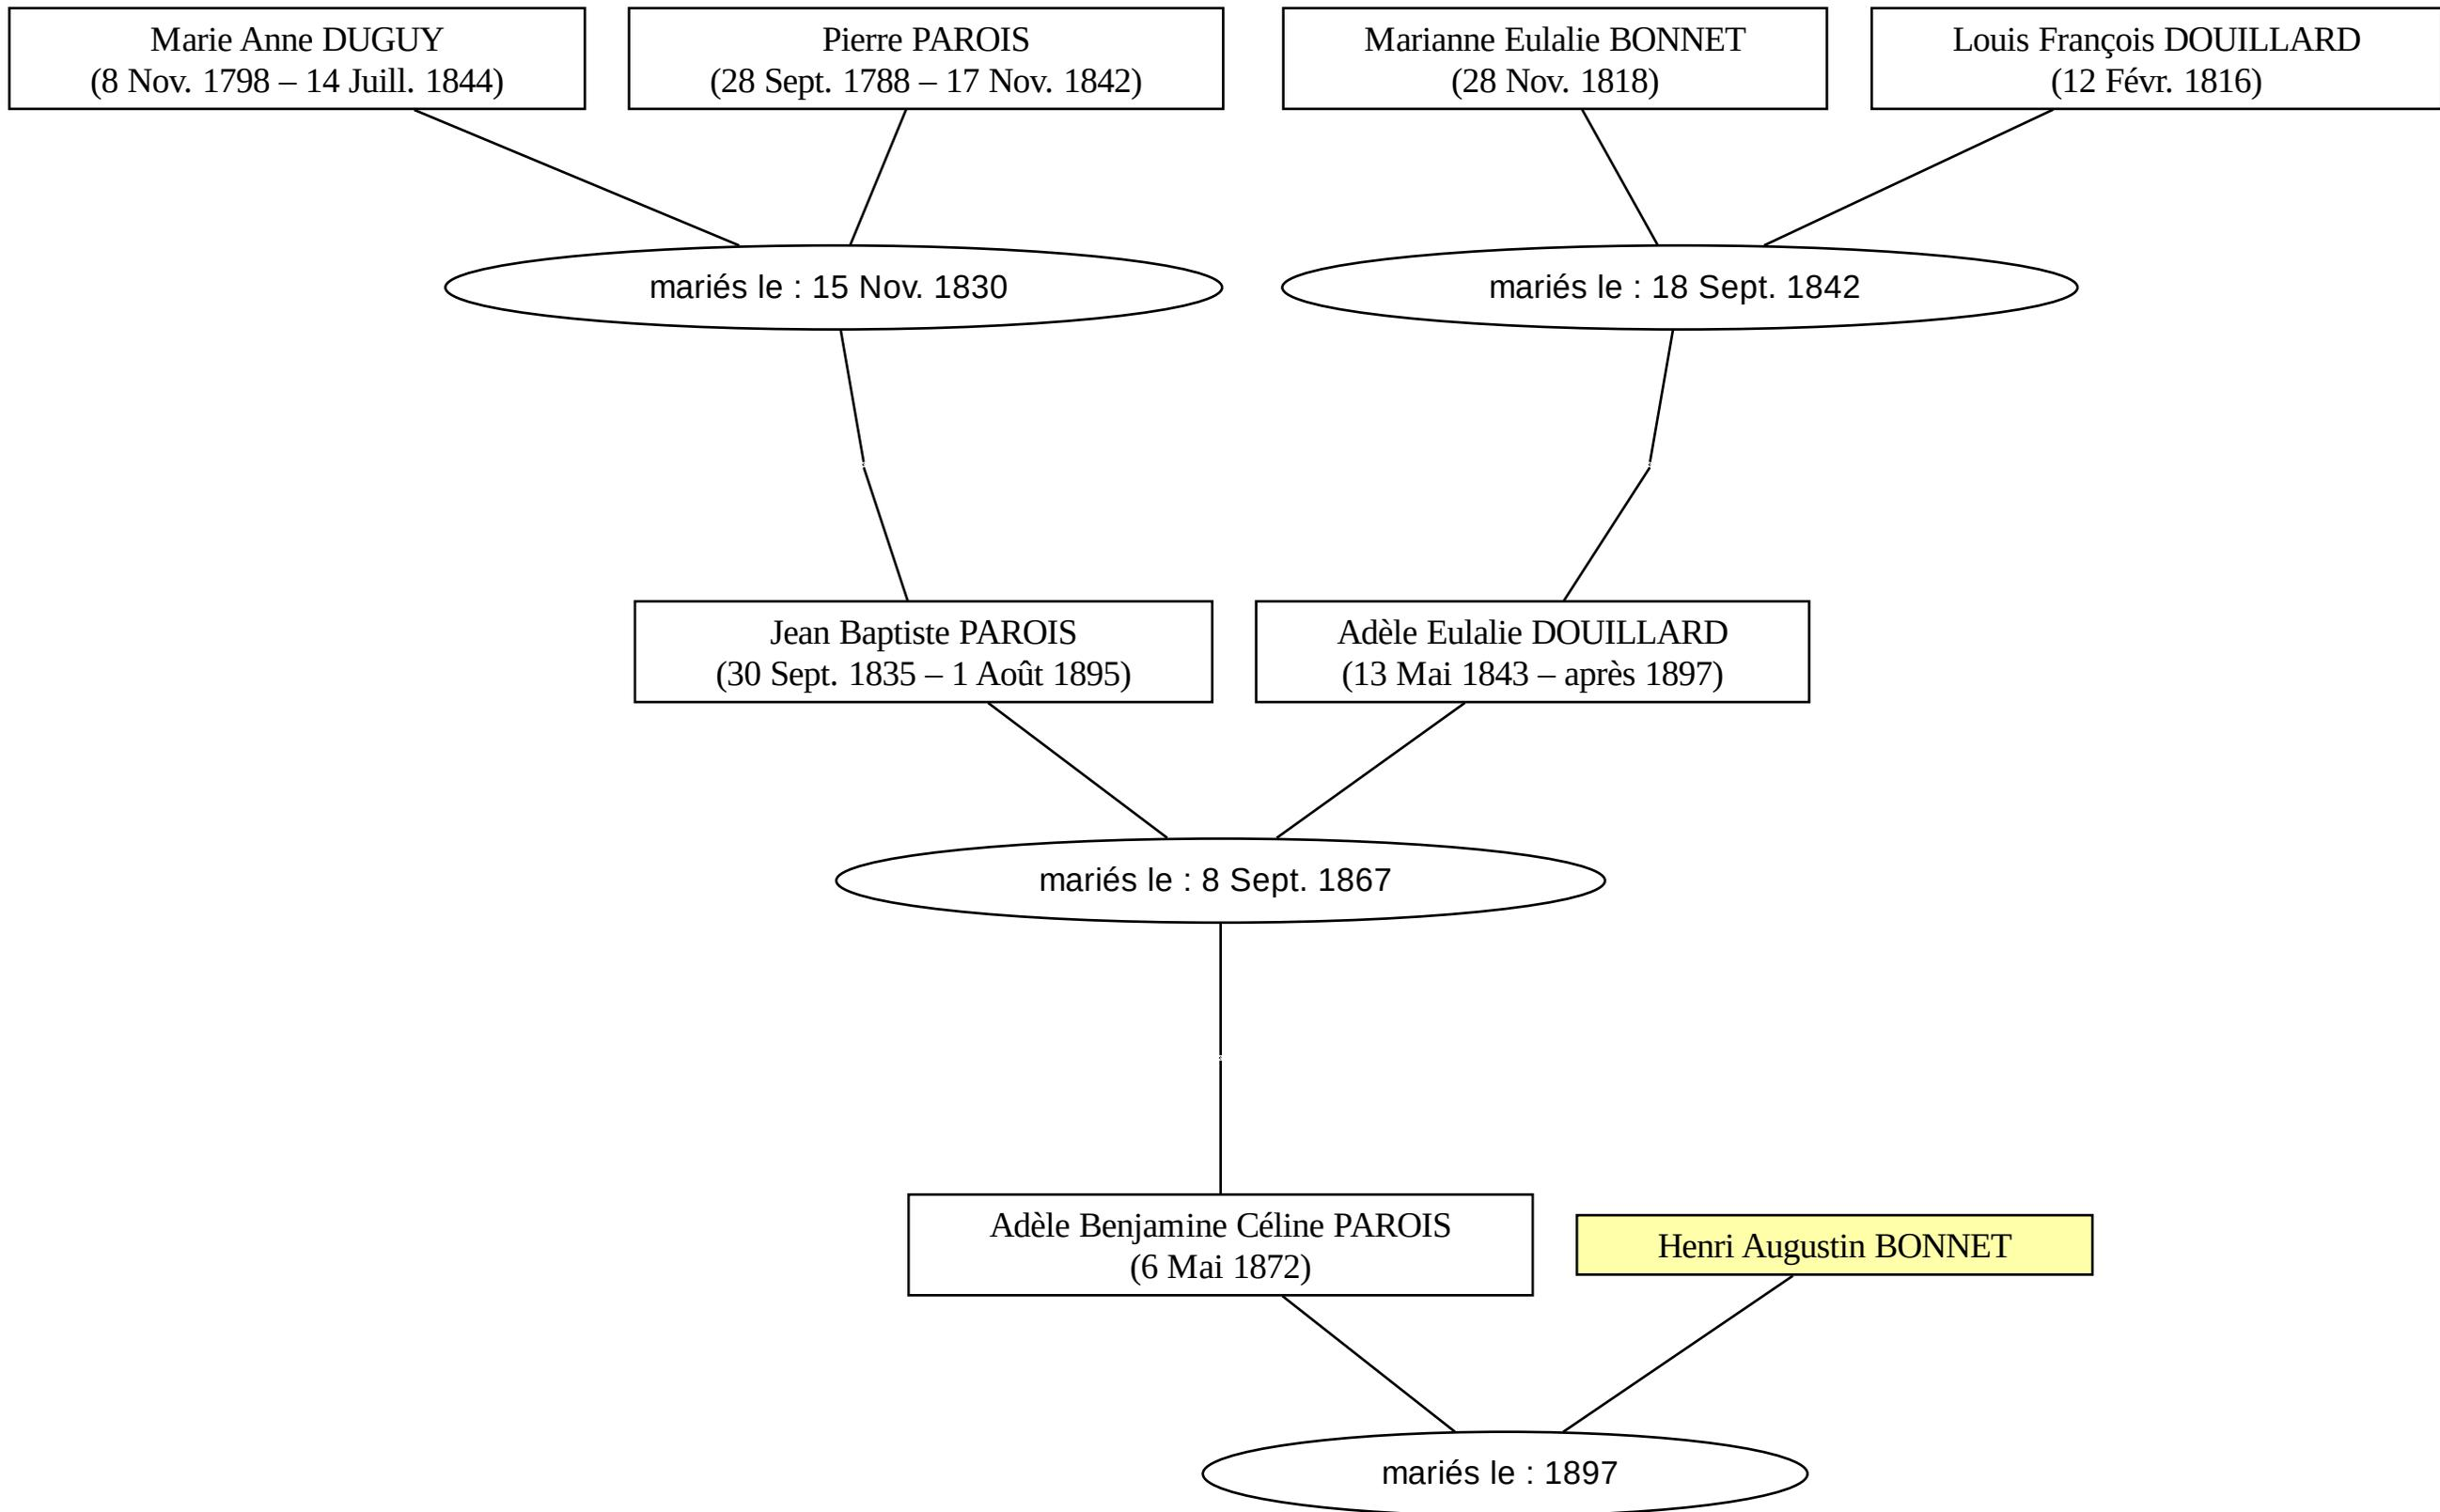 Marie Anne DUGUY
(8 Nov. 1798 – 14 Juill. 1844)
Pierre PAROIS
(28 Sept. 1788 – 17 Nov. 1842)
Marianne Eulalie BONNET
(28 Nov. 1818)
Louis François DOUILLARD
(12 Févr. 1816)
mariés le : 15 Nov. 1830
mariés le : 18 Sept. 1842
Jean Baptiste PAROIS
(30 Sept. 1835 – 1 Août 1895)
Adèle Eulalie DOUILLARD
(13 Mai 1843 – après 1897)
mariés le : 8 Sept. 1867
Adèle Benjamine Céline PAROIS
(6 Mai 1872)
Henri Augustin BONNET
mariés le : 1897